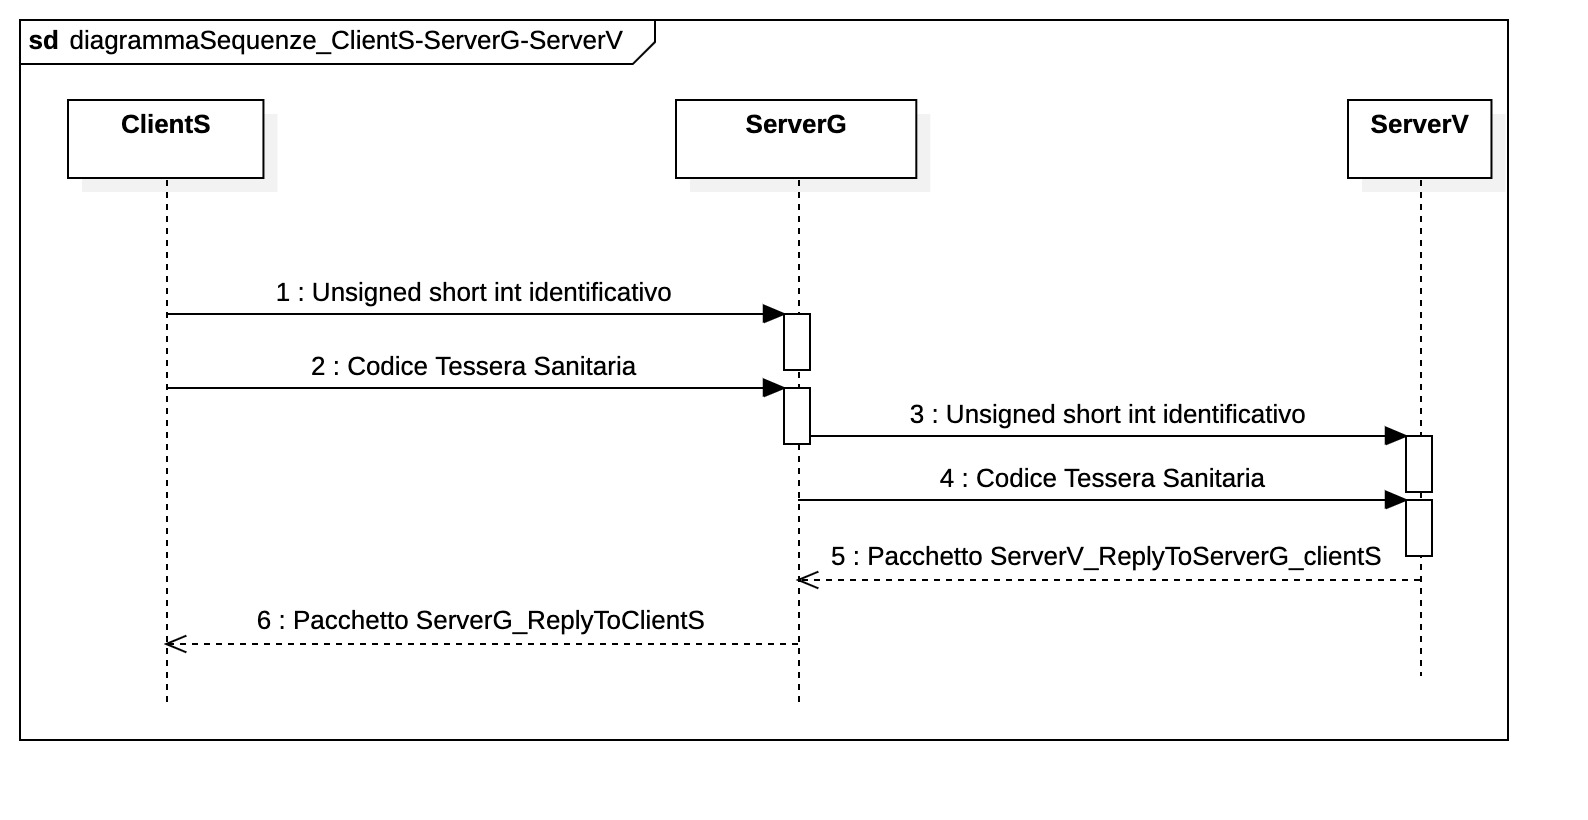 sd diagrammaSequenze_ClientS-ServerG-ServerV
ClientS
ServerG
ServerV
1 : Unsigned short int identificativo
2 : Codice Tessera Sanitaria
3 : Unsigned short int identificativo
4 : Codice Tessera Sanitaria
5 : Pacchetto ServerV_ReplyToServerG_clientS
6 : Pacchetto ServerG_ReplyToClientS